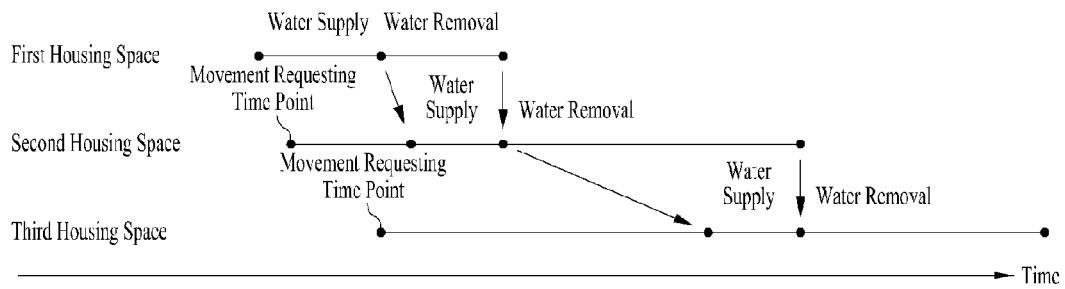 Water Supply Water Removal
First Housing Space
Movement Requesting
Time Point
Water
Supply
Water Removal
Second Housing Space
Movement Requesting
Time Point
Water
Supply
Water Removal
Third Housing Space
Time